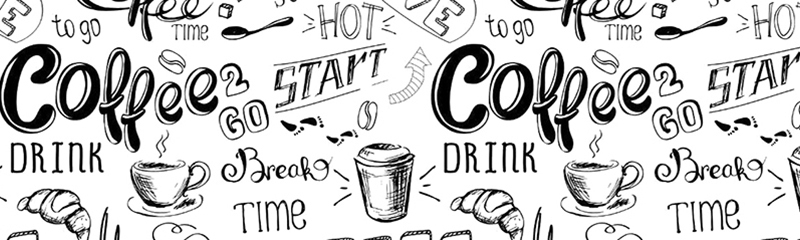 to go
TIME
HOT
to go
TIME
HOT
Coffee 2 GO
START
Coffee 2 GO
STAR
DRINK
Break
TIME
DRINK
Break
TIME